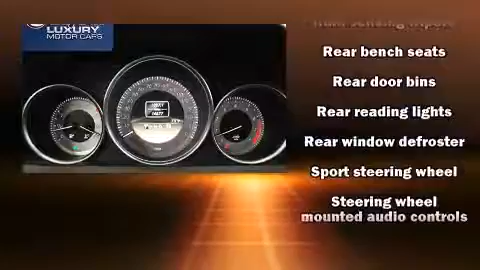 LUXURY
MOTOR CARS
Rear bench seats
Rear door bins
Rear reading lights
Rear window defroster
Sport steering wheel
Steering wheel
mounted audio controls